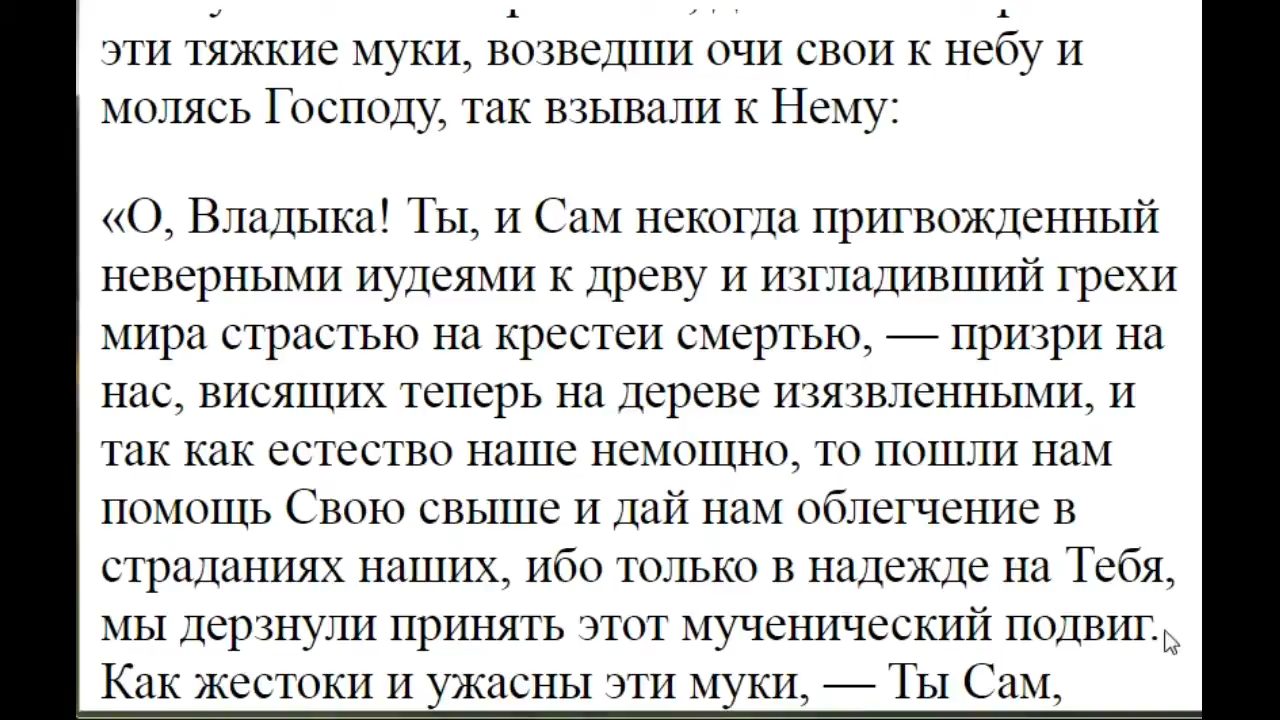 эти тяжкие муки, возведши очи свои к небу и
молясь Господу, так взывали к Нему:
«О, Владыка! Ты, и Сам некогда пригвожденный
неверными иудеями к древу и изгладивший грехи
мира страстью на крестеи смертью, — призри на
нас, висящих теперь на дереве изязвленными, и
так как естество наше немощно, то пошли нам
помощь Свою свыше и дай нам облегчение в
страданиях наших, ибо только в надежде на Тебя,
мы дерзнули принять этот мученический подвиг.
Как жестоки и ужасны эти муки, — Ты Сам,